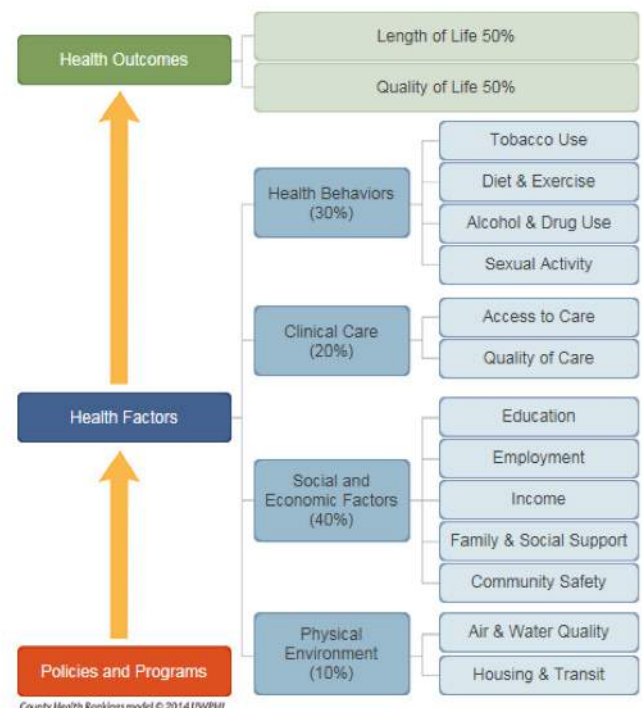 Health Outcomes
Length of Life 50%
Quality of Life 50%
Health Factors
Health Behaviors
(30%)
Tobacco Use
Diet & Exercise
Alcohol & Drug Use
Sexual Activity
Clinical Care
(20%)
Access to Care
Quality of Care
Social and
Economic Factors
(40%)
Education
Employment
Income
Family & Social Support
Community Safety
Physical
Environment
(10%)
Air & Water Quality
Housing & Transit
Policies and Programs
County Health Rankings model © 2014 UWPHI